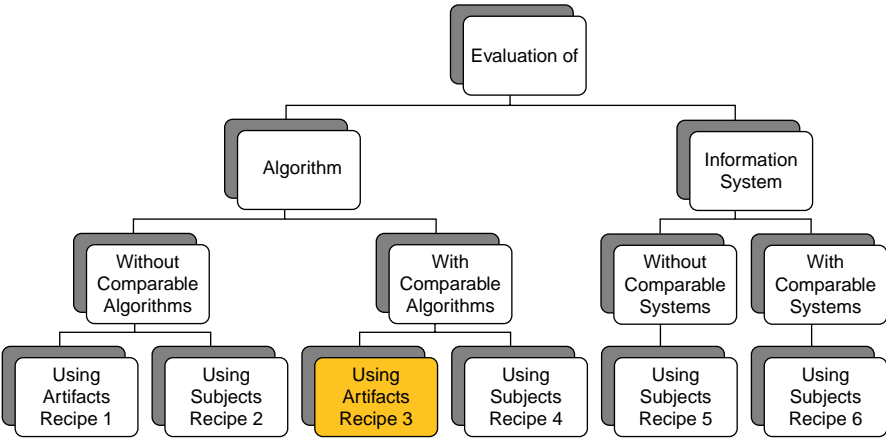 Evaluation of
Algorithm
Information
System
Without
Comparable
Algorithms
With
Comparable
Algorithms
Without
Comparable
Systems
With
Comparable
Systems
Using
Artifacts
Recipe 1
Using
Subjects
Recipe 2
Using
Artifacts
Recipe 3
Using
Subjects
Recipe 4
Using
Subjects
Recipe 5
Using
Subjects
Recipe 6